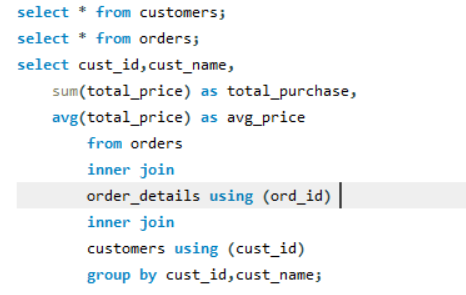 select * from customers;
select * from orders;
select cust_id,cust_name,
sum(total_price) as total_purchase,
avg(total_price) as avg_price
from orders
inner join
order_details using (ord_id)
inner join
customers using (cust_id)
group by cust_id,cust_name;